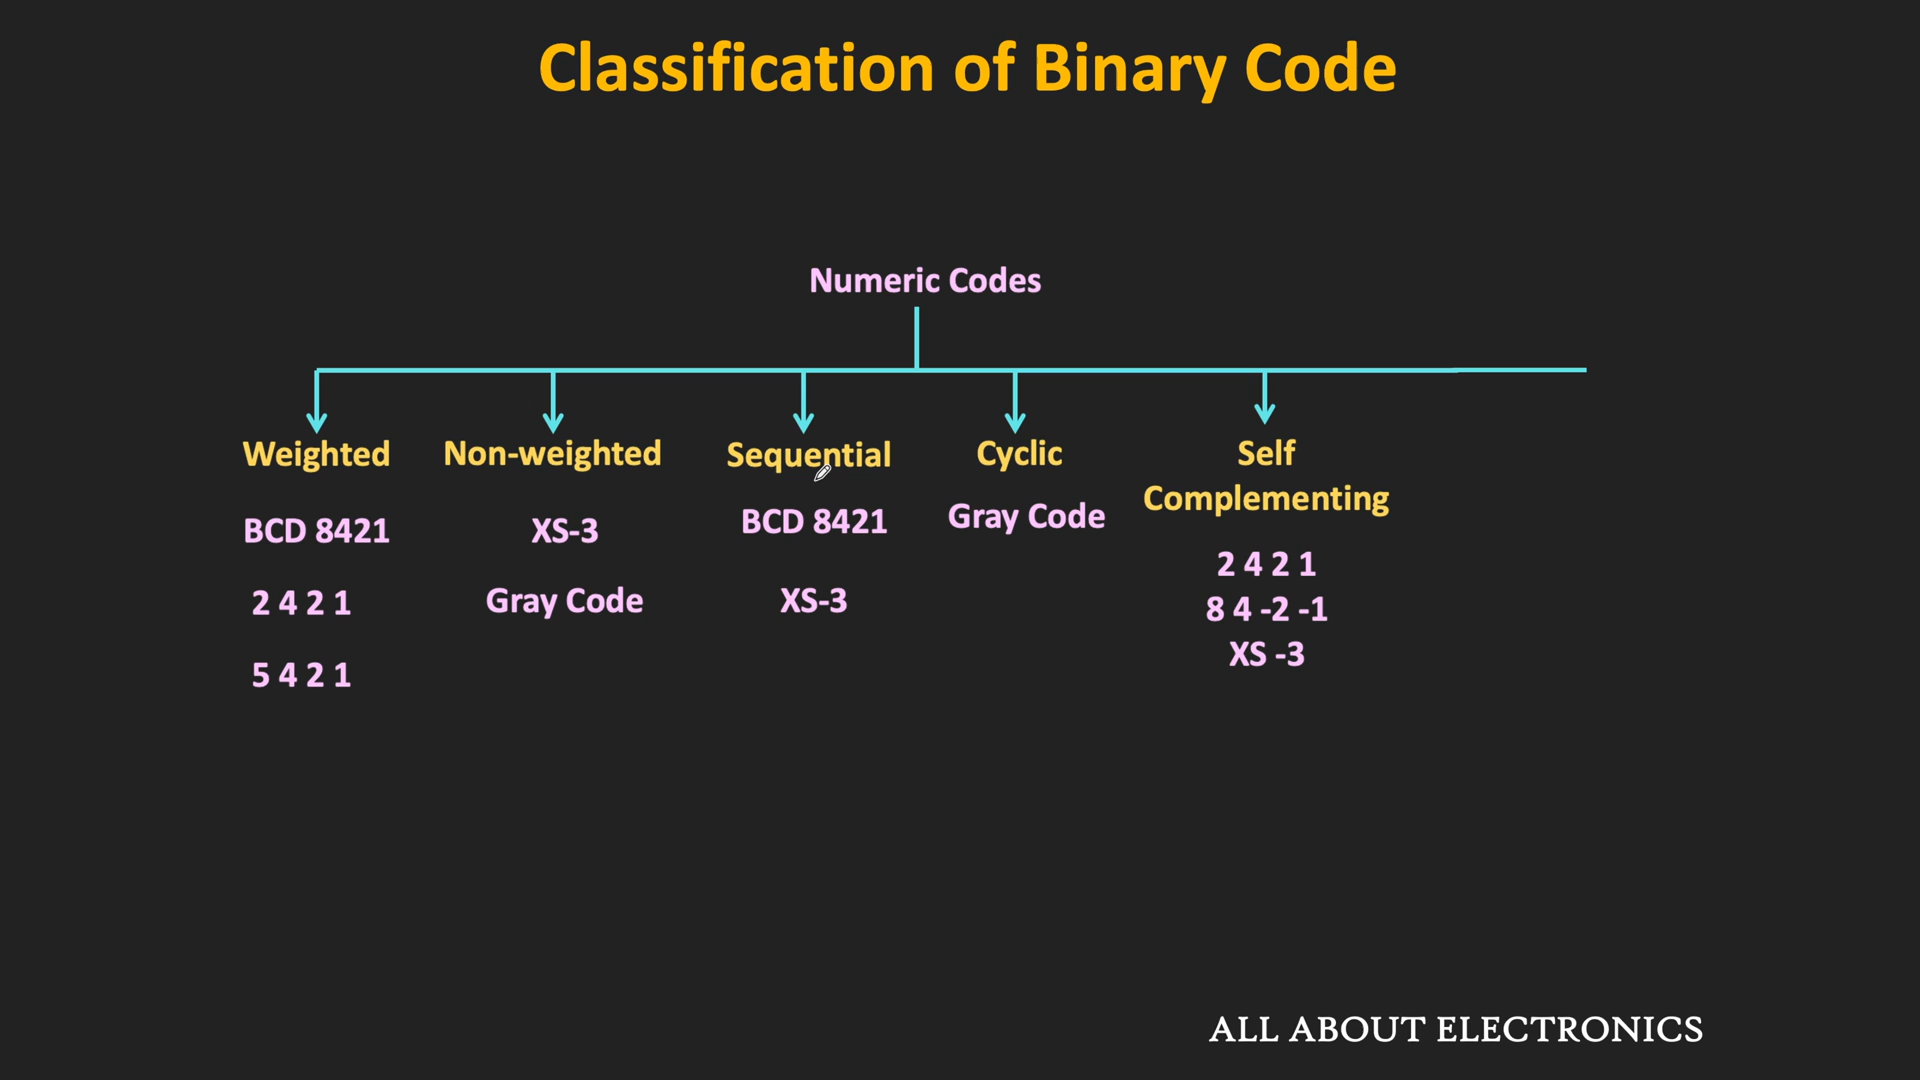 Classification of Binary Code
Numeric Codes
Weighted
BCD 8421
2 4 2 1
5 4 2 1
Non-weighted
XS-3
Gray Code
Sequential
BCD 8421
XS-3
Cyclic
Gray Code
Self
Complementing
2 4 2 1
8 4 -2 -1
XS -3
ALL ABOUT ELECTRONICS